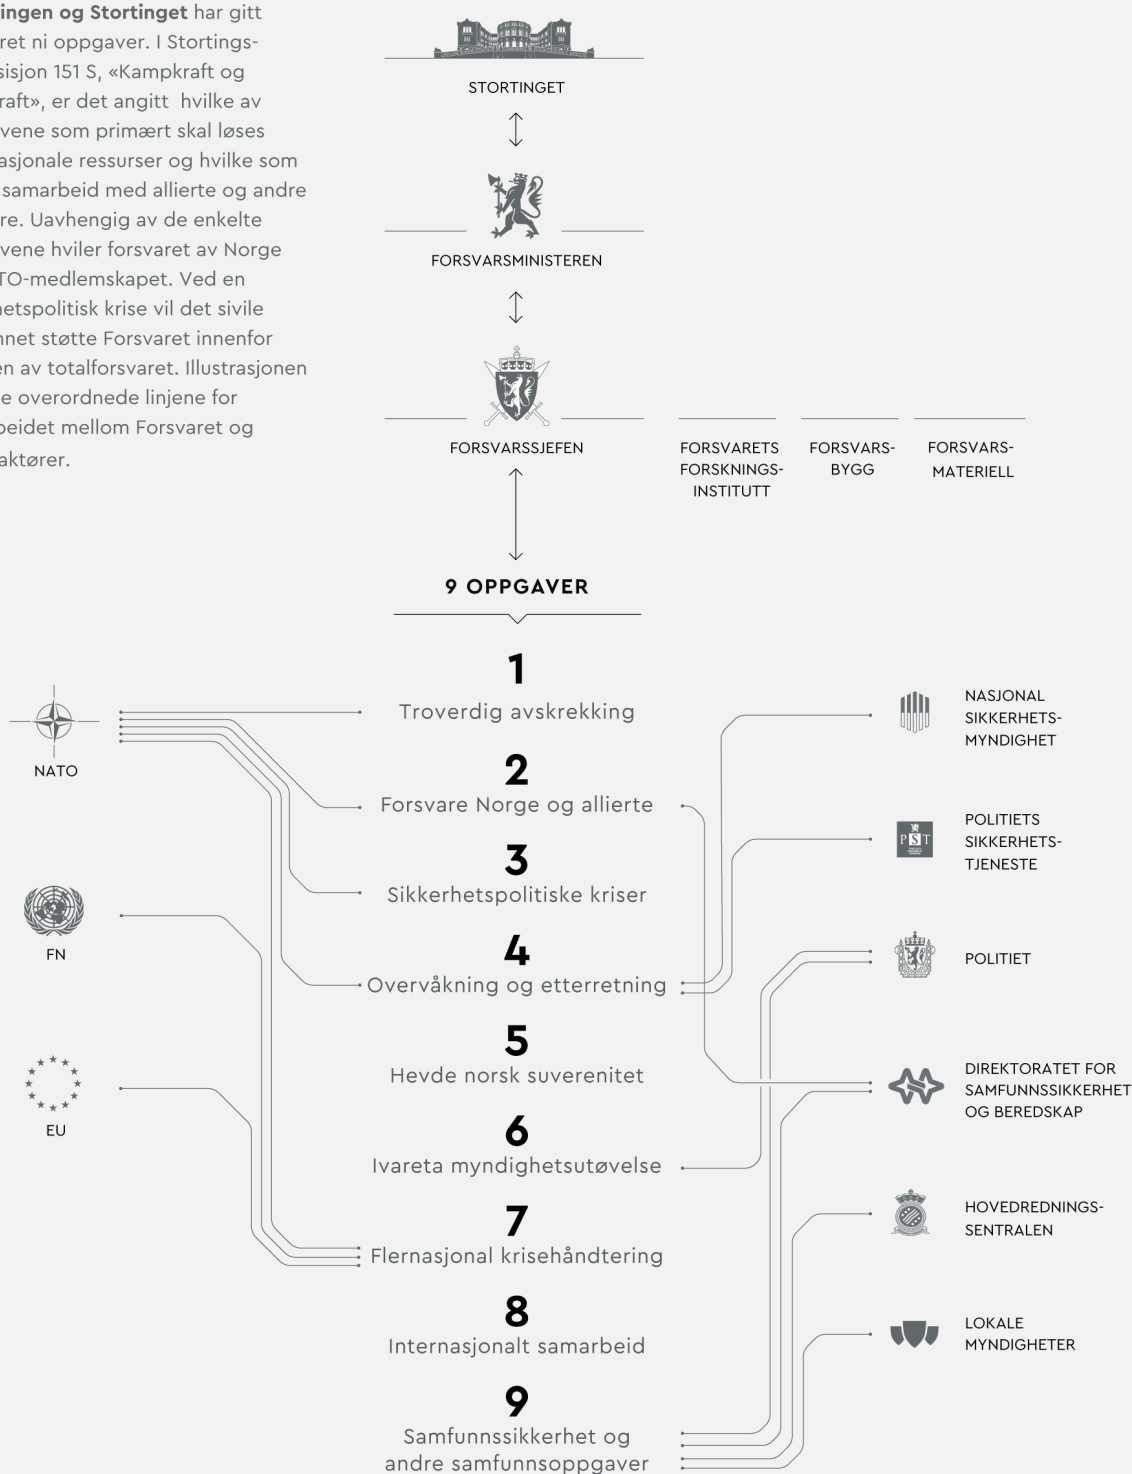 ingen og Stortinget har gitt
ret ni oppgaver. I Stortings-
sisjon 151 S, «Kampkraft og
raft», er det angitt hvilke av
vene som primært skal løses
asjonale ressurser og hvilke som
samarbeid med allierte og andre
re. Uavhengig av de enkelte
vene hviler forsvaret av Norge
TO-medlemskapet. Ved en
hetspolitisk krise vil det sivile
nnet støtte Forsvaret innenfor
en av totalforsvaret. Illustrasjonen
e overordnede linjene for
beidet mellom Forsvaret og
aktører.
STORTINGET
FORSVARSMINISTEREN
FORSVARSSJEFEN
FORSVARETS
FORSKNINGS-
INSTITUTT
FORSVARS-
BYGG
FORSVARS-
MATERIELL
9 OPPGAVER
1
Troverdig avskrekking
2
Forsvare Norge og allierte
3
Sikkerhetspolitiske kriser
4
Overvåkning og etterretning
5
Hevde norsk suverenitet
6
Ivareta myndighetsutøvelse
7
Flernasjonal krisehåndtering
8
Internasjonalt samarbeid
9
Samfunnssikkerhet og
andre samfunnsoppgaver
NATO
FN
EU
NASJONAL
SIKKERHETS-
MYNDIGHET
PST
POLITIETS
SIKKERHETS-
TJENESTE
POLITIET
DIREKTORATET FOR
SAMFUNNSSIKKERHET
OG BEREDSKAP
HOVEDREDNINGS-
SENTRALEN
LOKALE
MYNDIGHETER